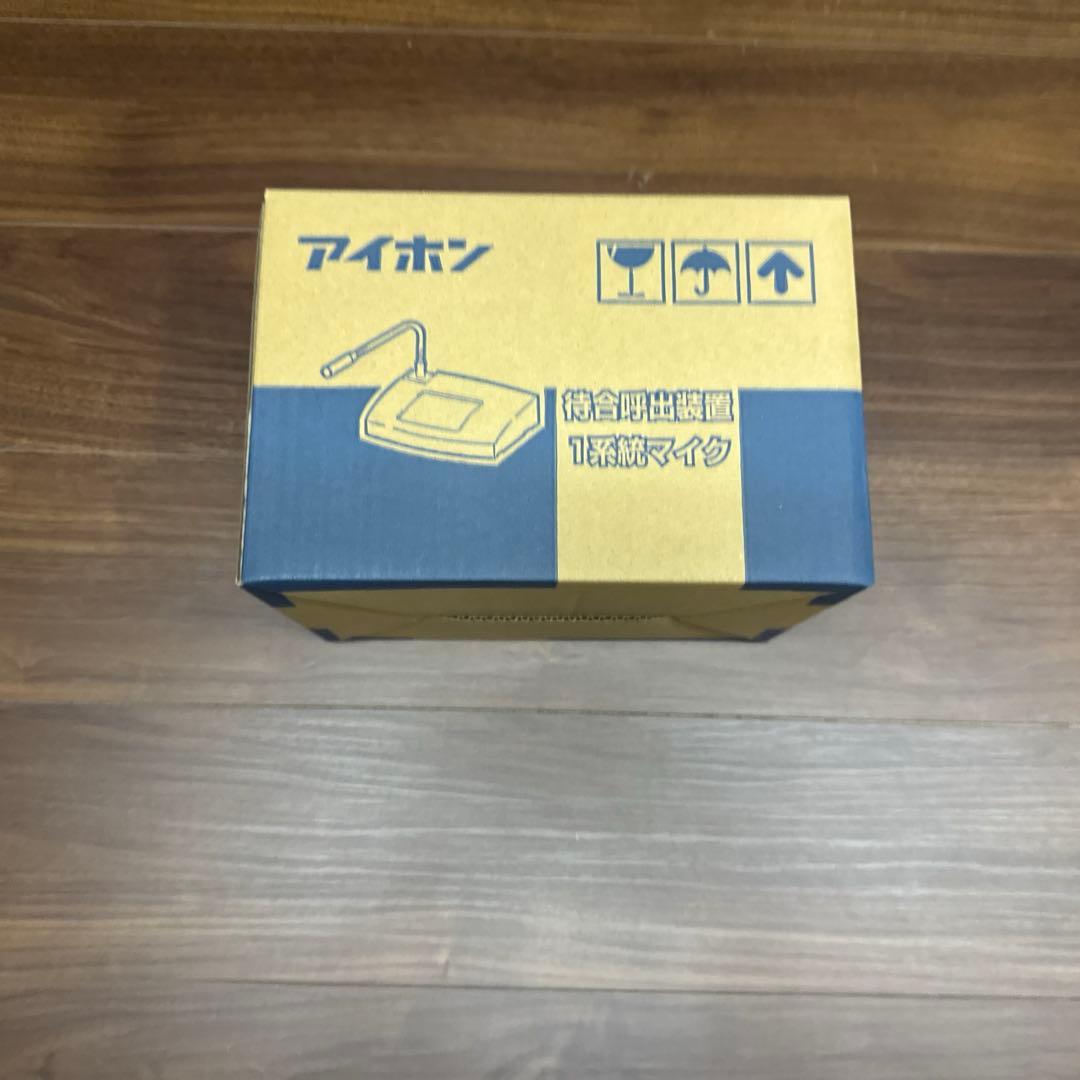 アイホン
待合呼出装置
1系統マイク